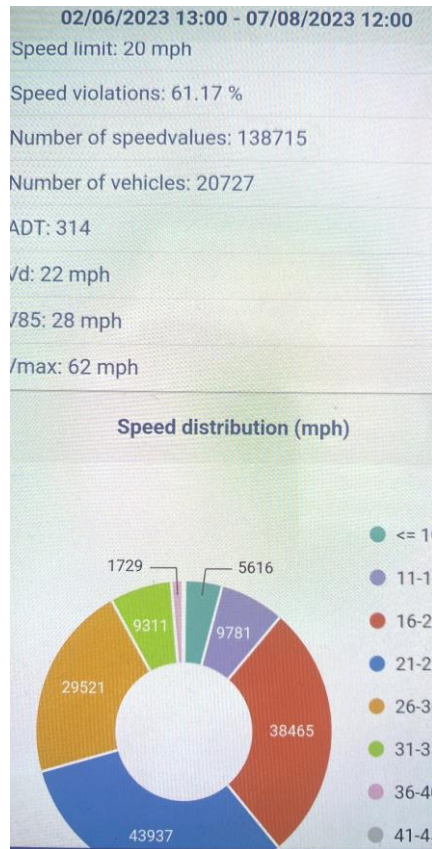 02/06/2023 13:00 - 07/08/2023 12:00
Speed limit: 20 mph
Speed violations: 61.17 %
Number of speedvalues: 138715
Number of vehicles: 20727
ADT: 314
Vd: 22 mph
V85: 28 mph
Vmax: 62 mph
Speed distribution (mph)
1729
5616
9311
9781
29521
38465
43937
<= 1
11-1
16-2
21-2
26-3
31-3
36-4
41-4